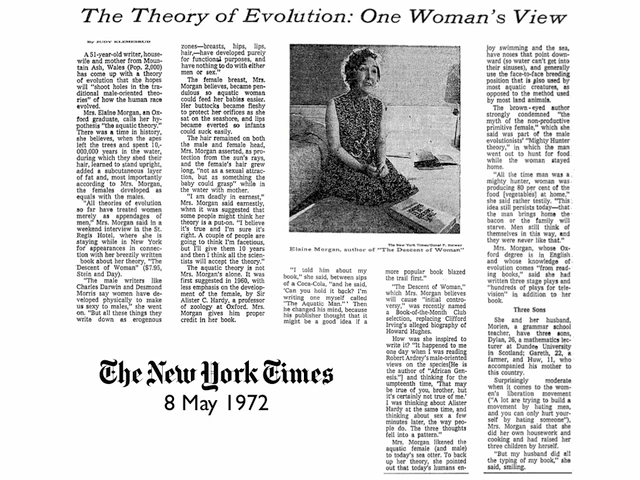 The Theory of Evolution: One Woman's View
By JUDY KLEMESRUD
A 51-year-old writer, house-
wife and mother from Mountain
Ash, Wales (Pop. 2,000)
has come up with a theory
of evolution that she hopes
will "shoot holes in the tra-
ditional male-oriented theo-
ries" of how the human race
evolved.
Mrs. Elaine Morgan, an Ox-
ford graduate, calls her hy-
pothesis "the aquatic theory."
There was a time in history,
she believes, when the apes
left the trees and spent 10,-
000,000 years in the water,
during which they shed their
hair, learned to stand upright,
added a subcutaneous layer
of fat and, most importantly
according to Mrs. Morgan,
the females developed as
equals with the males.
"All theories of evolution
so far have treated women
merely as appendages of
men," Mrs. Morgan said in a
weekend interview in the St.
Regis Hotel, where she is
staying while in New York
for appearances in connec-
tion with her breezily written
book about her theory, "The
Descent of Woman" ($7.95,
Stein and Day).
"The male writers like
Charles Darwin and Desmond
Morris say women have de-
veloped physically to make
us sexy to males," she went
on. "But all these things they
write down as erogenous
zones—breasts, hips, lips,
hair,—have developed purely
for functional purposes, and
have nothing to do with either
men or sex."
The female breast, Mrs.
Morgan believes, became pen-
dulous so aquatic woman
could feed her babies easier.
Her buttocks became fleshy
to protect her orifices as she
sat on the seashore, and lips
became everted so infants
could suck easily.
The hair remained on both
the male and female head,
Mrs. Morgan asserted, as pro-
tection from the sun's rays,
and the female's hair grew
long, "not as a sexual attrac-
tion, but as something the
baby could grasp" while in
the water with mother.
"I am deadly in earnest,"
Mrs. Morgan said earnestly,
when it was suggested that
some people might think her
theory is a put-on. "I believe
it's true and I'm sure it's
right. A couple of people are
going to think I'm facetious,
but I'll give them 10 years
and then I think all the scien-
tists will accept the theory."
The aquatic theory is not
Mrs. Morgan's alone. It was
first suggested in 1960, with
less emphasis on the develop-
ment of the female, by Sir
Alister C. Hardy, a professor
of zoology at Oxford. Mrs.
Morgan gives him proper
credit in her book.
The New York Times/
Elaine Morgan, author of "The Descent of Woman"
"I told him about my
book," she said, between sips
of a Coca-Cola, "and he said,
'Can you hold it back? I'm
writing one myself called
"The Aquatic Man."' Then
he changed his mind, because
his publisher thought that it
might be a good idea if a
more popular book blazed
the trail first."
"The Descent of Woman,"
which Mrs. Morgan believes
will cause "initial contro-
versy," was recently named
a Book-of-the-Month Club
selection, replacing Clifford
Irving's alleged biography of
Howard Hughes.
How was she inspired to
write it? "It happened to me
one day when I was reading
Robert Ardrey's male-oriented
views on the species[He is
the author of "African Gen-
esis."] and thinking for the
umpteenth time, 'That may
be true of you, brother, but
it's certainly not true of me.'
I was thinking about Alister
Hardy at the same time, and
thinking about sex a few
minutes later, the way peo-
ple do. The three thoughts
fell into a pattern."
Mrs. Morgan likened the
aquatic female (and male)
to today's sea otter. To back
up her theory, she pointed
out that today's humans en-
joy swimming and the sea,
have noses that point down-
ward (so water can't get into
their sinuses), and generally
use the face-to-face breeding
position that is also used by
most aquatic creatures, as
opposed to the method used
by most land animals.
The brown-eyed author
strongly condemned "the
myth of the non-productive
primitive female," which she
said was part of the male
evolutionists' "Mighty Hunter
theory," in which the man
went out to hunt for food
while the woman stayed
home.
"All the time man was a
mighty hunter, woman was
producing 80 per cent of the
food [vegetables] at home,"
she said rather testily. "This
idea still persists today—that
the man brings home the
bacon or the family will
starve. Men still think of
themselves in this way, and
they were never like that."
Mrs. Morgan, whose Ox-
ford degree is in English
and whose knowledge of
evolution comes "from read-
ing books," said she had
written three stage plays and
"hundreds of plays for tele-
vision" in addition to her
book.
Three Sons
She and her husband,
Morien, a grammar school
teacher, have three sons,
Dylan, 26, a mathematics lec-
turer at Dundee University
in Scotland; Gareth, 22, a
farmer, and Huw, 11, who
accompanied his mother to
this country.
Surprisingly moderate
when it comes to the wom-
en's liberation movement
("A lot are trying to build a
movement by hating men,
and you can only hurt your-
self by hating someone"),
Mrs. Morgan said that she
did her own housework and
cooking and had raised her
three children by herself.
"But my husband did all
the typing of my book," she
said, smiling.
The New York Times
8 May 1972